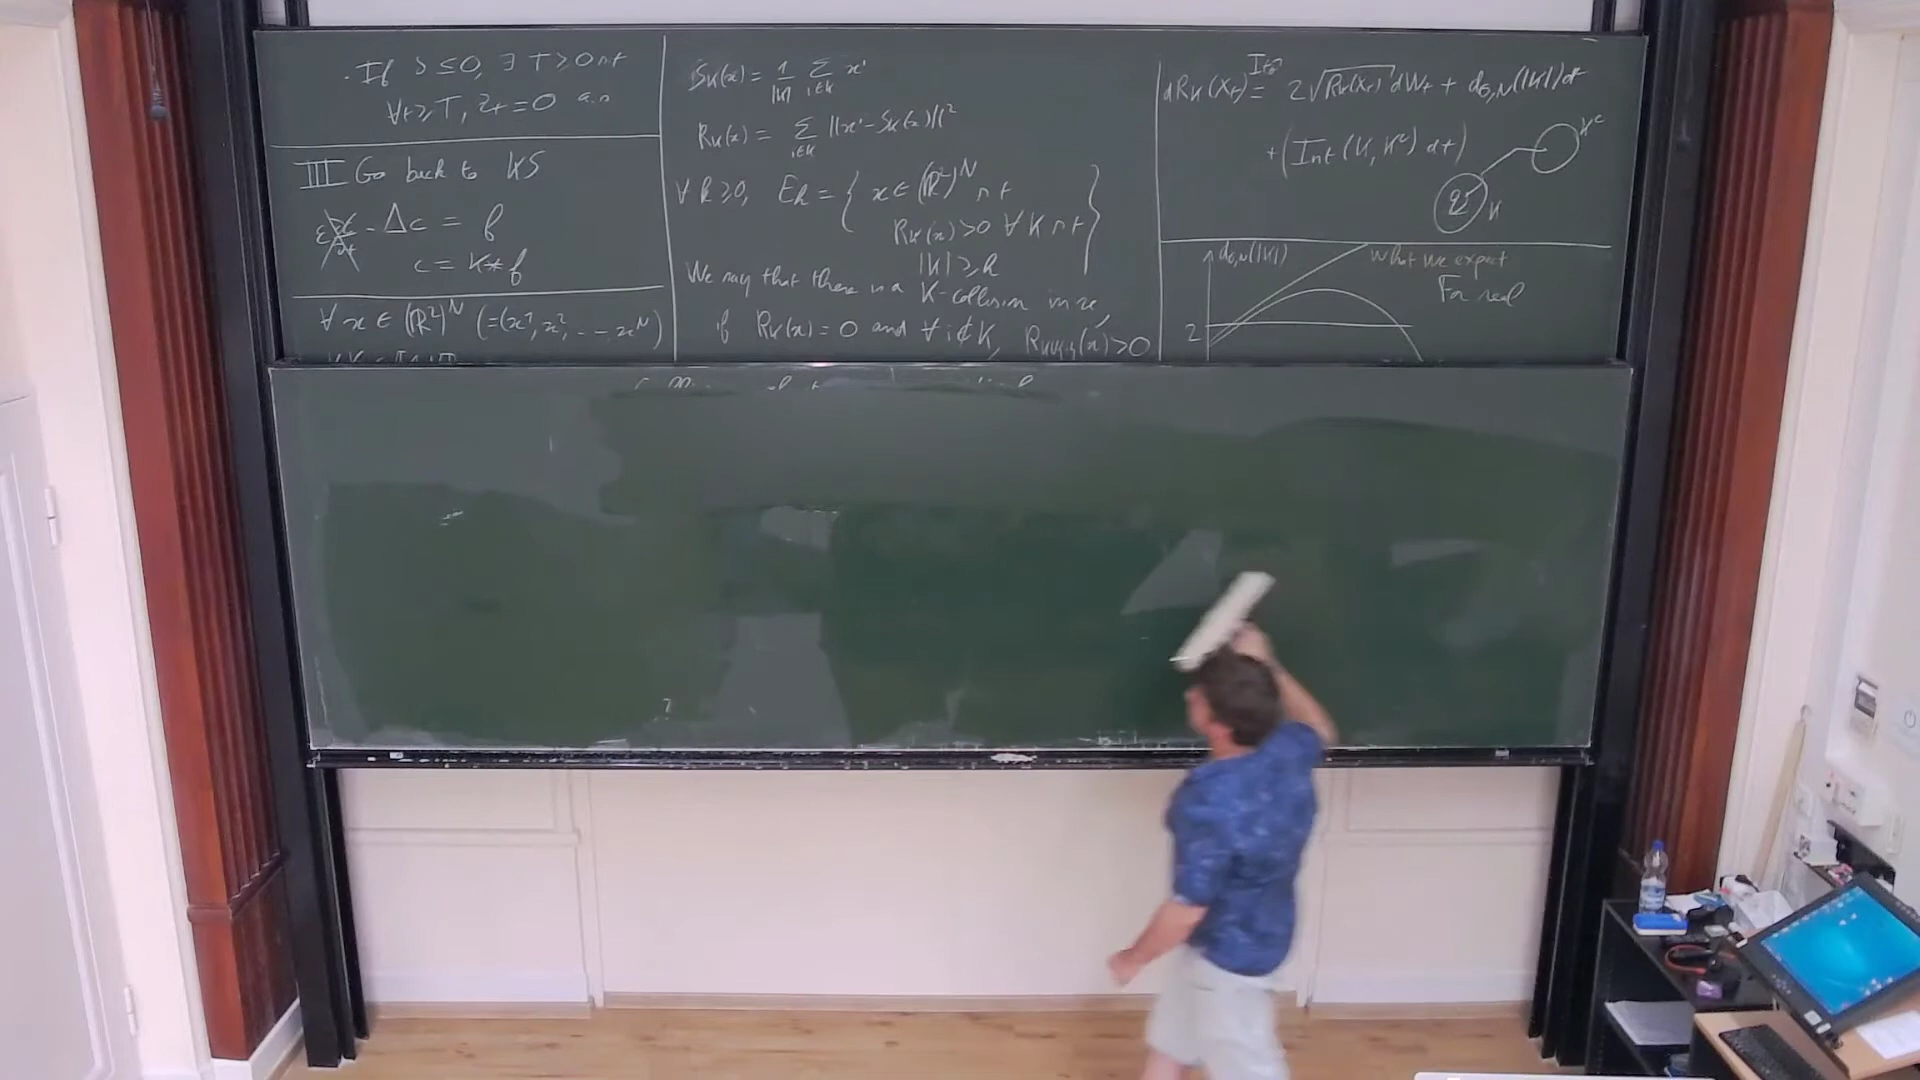 . If δ ≤ 0, ∃ T > 0 nt
∀t ≥ T, Z_t = 0 a.s
III Go back to KS
- Δc = f
c = K * f
∀ x ∈ (ℝ²)^N (= (x¹, x², ..., x^N))
S_K(x) = 1/|K| Σ_{i∈K} x^i
R_K(x) = Σ_{i∈K} ||x^i - S_K(x)||²
∀ k ≥ 0, E_k = { x ∈ (ℝ²)^N nt
R_K(x) > 0 ∀ K nt }
|K| ≥ k
We say that there is a K-collision in x,
if R_K(x) = 0 and ∀ i ∉ K, R_{K∪{i}}(x) > 0
dR_K(X_t) Itô = 2√R_K(X_t) dW_t + d_{θ,N}(|K|) dt
+ (Int(K, K^c) dt)
K^c
K
d_{θ,N}(|K|)
What we expect
For real
2